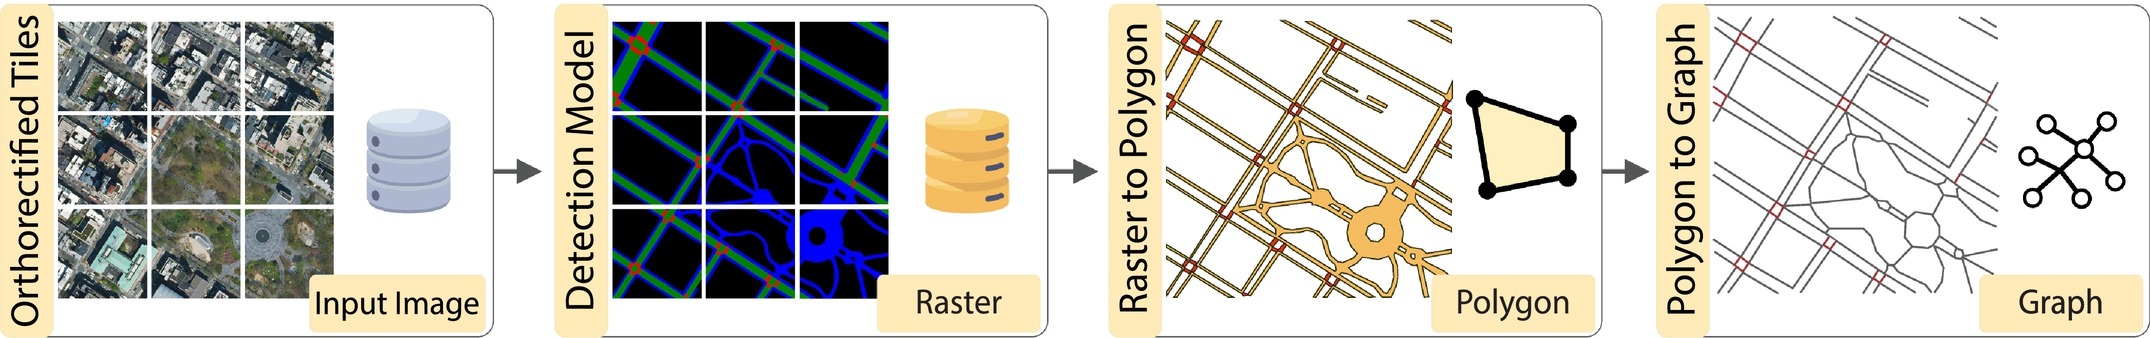 Orthorectified Tiles
Input Image
Detection Model
Raster
Raster to Polygon
Polygon
Polygon to Graph
Graph